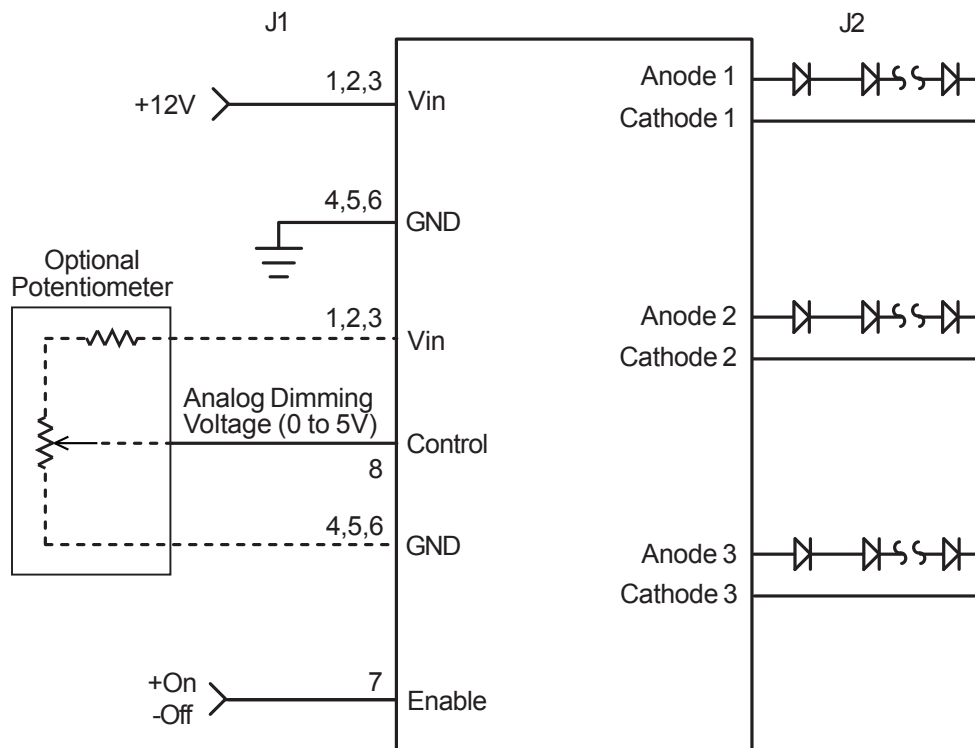 J1
J2
1,2,3
+12V
Vin
Anode 1
Cathode 1
4,5,6
GND
Optional
Potentiometer
1,2,3
Vin
Anode 2
Cathode 2
Analog Dimming
Voltage (0 to 5V)
Control
8
4,5,6
GND
Anode 3
Cathode 3
+On
-Off
7
Enable